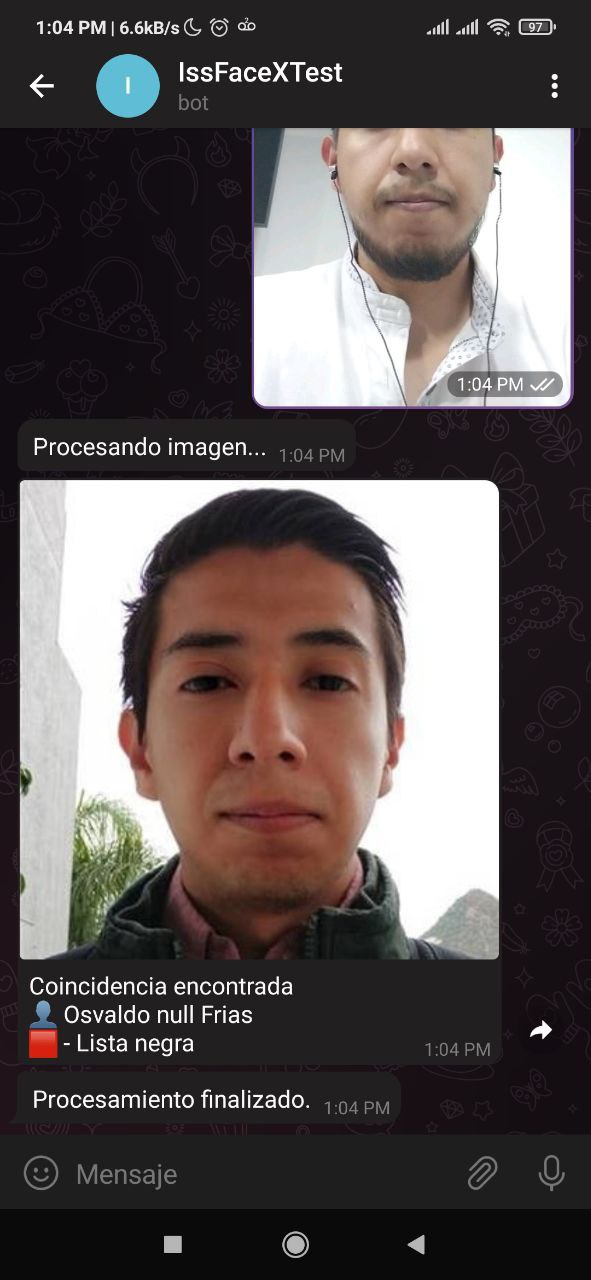 1:04 PM | 6.6kB/s
97
I
IssFaceXTest
bot
1:04 PM
Procesando imagen... 1:04 PM
Coincidencia encontrada
👤 Osvaldo null Frias
🟥 - Lista negra
1:04 PM
Procesamiento finalizado. 1:04 PM
Mensaje